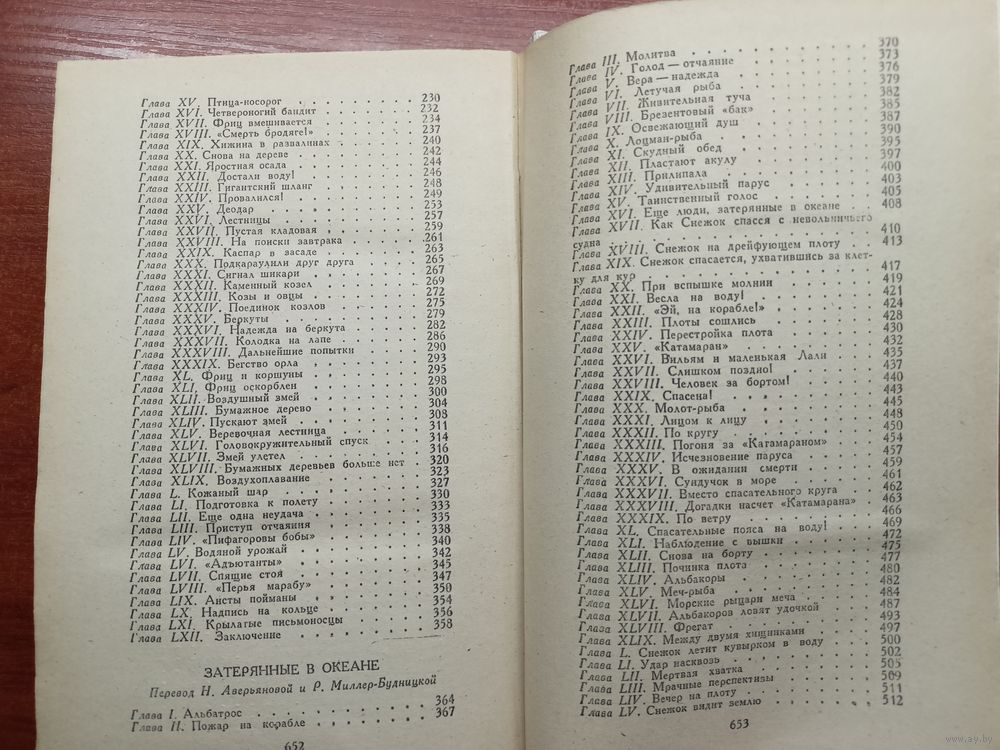 Глава XV. Птица-носорог . . . . . . . . 230
Глава XVI. Четвероногий бандит . . . . . . 232
Глава XVII. Фриц вмешивается . . . . . . 234
Глава XVIII. «Смерть бродяге!» . . . . . . 237
Глава XIX. Хижина в развалинах . . . . . . 240
Глава XX. Снова на дереве . . . . . . . 242
Глава XXI. Яростная осада . . . . . . . 244
Глава XXII. Достали воду! . . . . . . . 246
Глава XXIII. Гигантский шланг . . . . . . 248
Глава XXIV. Провалился! . . . . . . . . 249
Глава XXV. Деодар . . . . . . . . . . 253
Глава XXVI. Лестницы . . . . . . . . . 257
Глава XXVII. Пустая кладовая . . . . . . 259
Глава XXVIII. На поиски завтрака . . . . . 261
Глава XXIX. Каспар в засаде . . . . . . . 263
Глава XXX. Подкараулили друг друга . . . . 265
Глава XXXI. Сигнал шикари . . . . . . . 267
Глава XXXII. Каменный козел . . . . . . 269
Глава XXXIII. Козы и овцы . . . . . . . 272
Глава XXXIV. Поединок козлов . . . . . . 275
Глава XXXV. Беркуты . . . . . . . . . 279
Глава XXXVI. Надежда на беркута . . . . . 282
Глава XXXVII. Колодка на лапе . . . . . . 286
Глава XXXVIII. Дальнейшие попытки . . . . 290
Глава XXXIX. Бегство орла . . . . . . . 293
Глава XL. Фриц и коршуны . . . . . . . 295
Глава XLI. Фриц оскорблен . . . . . . . 298
Глава XLII. Воздушный змей . . . . . . . 300
Глава XLIII. Бумажное дерево . . . . . . 304
Глава XLIV. Пускают змей . . . . . . . 308
Глава XLV. Веревочная лестница . . . . . . 311
Глава XLVI. Головокружительный спуск . . . 314
Глава XLVII. Змей улетел . . . . . . . . 316
Глава XLVIII. Бумажных деревьев больше нет . 320
Глава XLIX. Воздухоплавание . . . . . . . 323
Глава L. Кожаный шар . . . . . . . . . 327
Глава LI. Подготовка к полету . . . . . . 330
Глава LII. Еще одна неудача . . . . . . . 333
Глава LIII. Приступ отчаяния . . . . . . 335
Глава LIV. «Пифагоровы бобы» . . . . . . 338
Глава LV. Водяной урожай . . . . . . . 340
Глава LVI. «Адъютанты» . . . . . . . . 342
Глава LVII. Спящие стоя . . . . . . . . 345
Глава LVIII. «Перья марабу» . . . . . . . 347
Глава LIX. Аисты пойманы . . . . . . . 350
Глава LX. Надпись на кольце . . . . . . 354
Глава LXI. Крылатые письмоносцы . . . . . 356
Глава LXII. Заключение . . . . . . . . . 358
ЗАТЕРЯННЫЕ В ОКЕАНЕ
Перевод Н. Аверьяновой и Р. Миллер-Будницкой
Глава I. Альбатрос . . . . . . . . . . 364
Глава II. Пожар на корабле . . . . . . . 367
652
Глава III. Молитва . . . . . . . . . . 370
Глава IV. Голод — отчаяние . . . . . . . 373
Глава V. Вера — надежда . . . . . . . . 376
Глава VI. Летучая рыба . . . . . . . . 379
Глава VII. Живительная туча . . . . . . . 382
Глава VIII. Брезентовый «бак» . . . . . . 385
Глава IX. Освежающий душ . . . . . . . 387
Глава X. Лоцман-рыба . . . . . . . . . 390
Глава XI. Скудный обед . . . . . . . . 395
Глава XII. Пластают акулу . . . . . . . 397
Глава XIII. Прилипала . . . . . . . . . 400
Глава XIV. Удивительный парус . . . . . . 403
Глава XV. Таинственный голос . . . . . . 405
Глава XVI. Еще люди, затерянные в океане . . 408
Глава XVII. Как Снежок спасся с невольничьего
судна . . . . . . . . . . . . . . 410
Глава XVIII. Снежок на дрейфующем плоту . . 413
Глава XIX. Снежок спасается, ухватившись за клет-
ку для кур . . . . . . . . . . . . 417
Глава XX. При вспышке молнии . . . . . . 419
Глава XXI. Весла на воду! . . . . . . . 421
Глава XXII. «Эй, на корабле!» . . . . . . 424
Глава XXIII. Плоты сошлись . . . . . . . 428
Глава XXIV. Перестройка плота . . . . . . 430
Глава XXV. «Катамаран» . . . . . . . . 432
Глава XXVI. Вильям и маленькая Лали . . . 435
Глава XXVII. Слишком поздно! . . . . . . 437
Глава XXVIII. Человек за бортом! . . . . . 440
Глава XXIX. Спасена! . . . . . . . . . 443
Глава XXX. Молот-рыба . . . . . . . . 445
Глава XXXI. Лицом к лицу . . . . . . . 448
Глава XXXII. По кругу . . . . . . . . . 450
Глава XXXIII. Погоня за «Катамараном» . . . 454
Глава XXXIV. Исчезновение паруса . . . . . 457
Глава XXXV. В ожидании смерти . . . . . . 459
Глава XXXVI. Сундучок в море . . . . . . 461
Глава XXXVII. Вместо спасательного круга . . 462
Глава XXXVIII. Догадки насчет «Катамарана» . 463
Глава XXXIX. По ветру . . . . . . . . . 466
Глава XL. Спасательные пояса на воду! . . . 469
Глава XLI. Наблюдение с вышки . . . . . . 472
Глава XLII. Снова на борту . . . . . . . 475
Глава XLIII. Починка плота . . . . . . . 477
Глава XLIV. Альбакоры . . . . . . . . . 480
Глава XLV. Меч-рыба . . . . . . . . . 482
Глава XLVI. Морские рыцари меча . . . . . 484
Глава XLVII. Альбакоров ловят удочкой . . . 487
Глава XLVIII. Фрегат . . . . . . . . . 493
Глава XLIX. Между двумя хищниками . . . . 497
Глава L. Снежок летит кувырком в воду . . . 500
Глава LI. Удар насквозь . . . . . . . . 502
Глава LII. Мертвая хватка . . . . . . . 505
Глава LIII. Мрачные перспективы . . . . . 509
Глава LIV. Вечер на плоту . . . . . . . 511
Глава LV. Снежок видит землю . . . . . . 512
653
www.ay.by